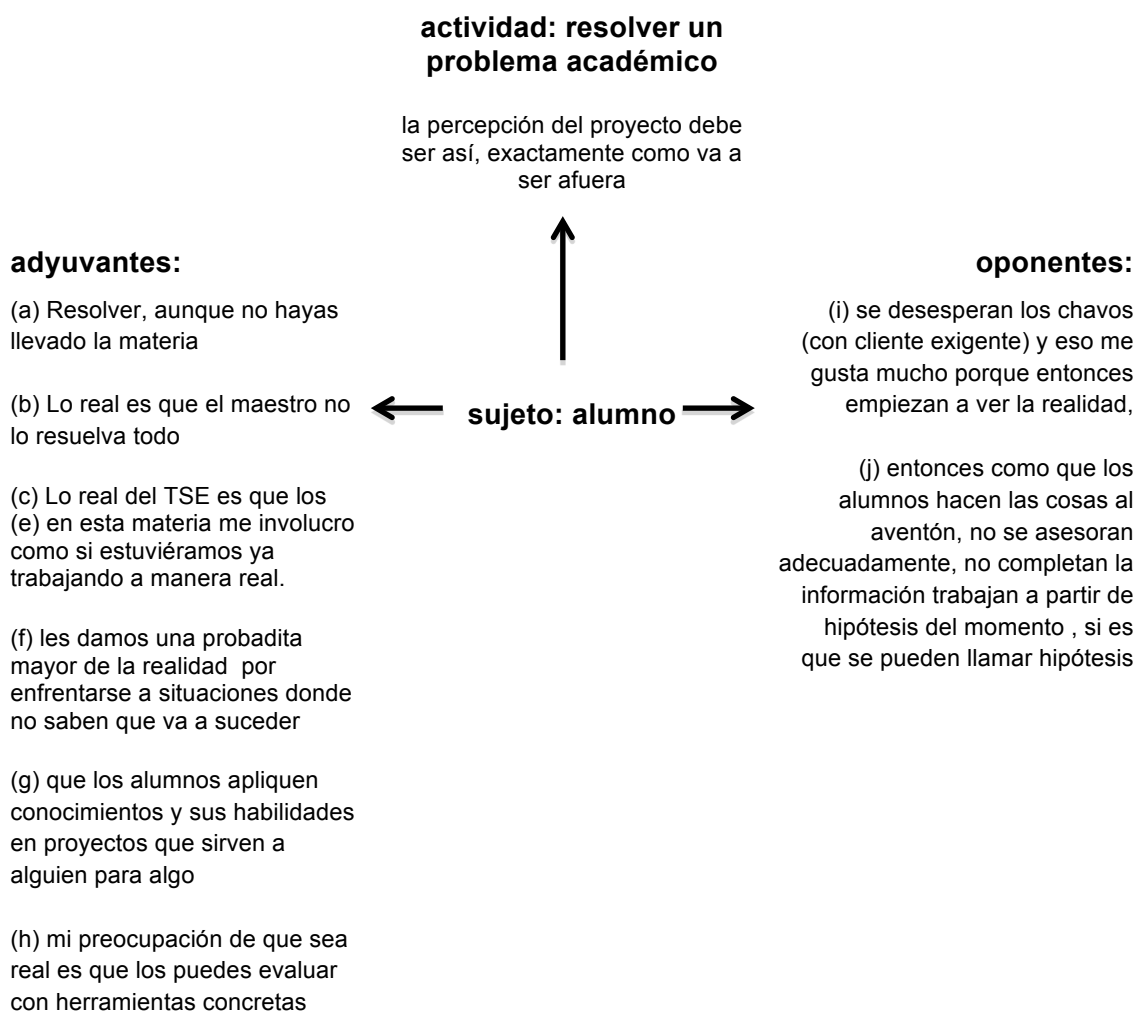 actividad: resolver un
problema académico
la percepción del proyecto debe
ser así, exactamente como va a
ser afuera
adyuvantes:
(a) Resolver, aunque no hayas
llevado la materia
(b) Lo real es que el maestro no
lo resuelva todo
(c) Lo real del TSE es que los
(e) en esta materia me involucro
como si estuviéramos ya
trabajando a manera real.
(f) les damos una probadita
mayor de la realidad por
enfrentarse a situaciones donde
no saben que va a suceder
(g) que los alumnos apliquen
conocimientos y sus habilidades
en proyectos que sirven a
alguien para algo
(h) mi preocupación de que sea
real es que los puedes evaluar
con herramientas concretas
sujeto: alumno
oponentes:
(i) se desesperan los chavos
(con cliente exigente) y eso me
gusta mucho porque entonces
empiezan a ver la realidad,
(j) entonces como que los
alumnos hacen las cosas al
aventón, no se asesoran
adecuadamente, no completan la
información trabajan a partir de
hipótesis del momento , si es
que se pueden llamar hipótesis